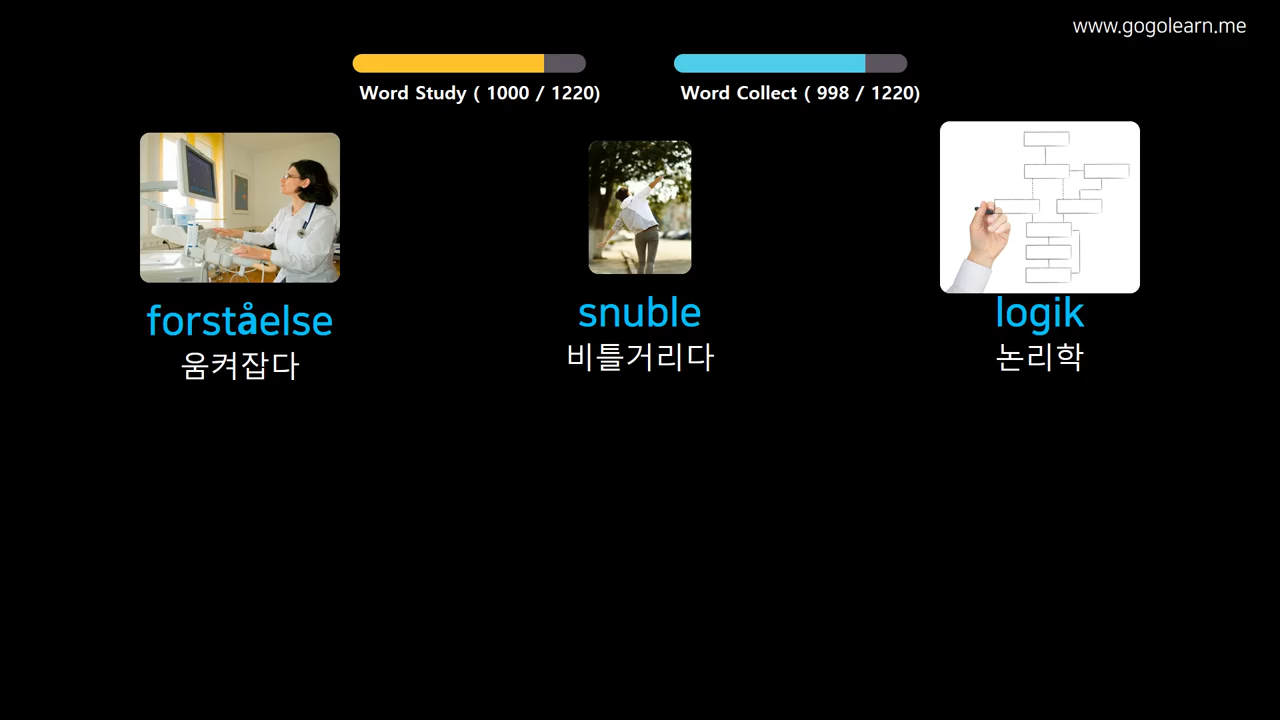 www.gogolearn.me
Word Study ( 1000 / 1220)
Word Collect ( 998 / 1220)
forståelse
움켜잡다
snuble
비틀거리다
logik
논리학